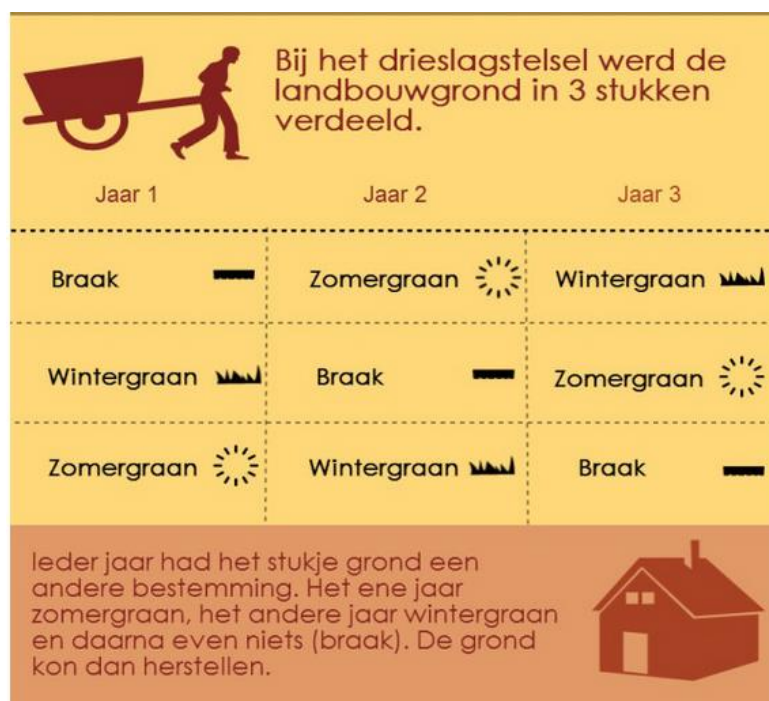 Bij het drieslagstelsel werd de
landbouwgrond in 3 stukken
verdeeld.
Jaar 1 Jaar 2 Jaar 3
Braak Zomergraan Wintergraan
Wintergraan Braak Zomergraan
Zomergraan Wintergraan Braak
Ieder jaar had het stukje grond een
andere bestemming. Het ene jaar
zomergraan, het andere jaar wintergraan
en daarna even niets (braak). De grond
kon dan herstellen.